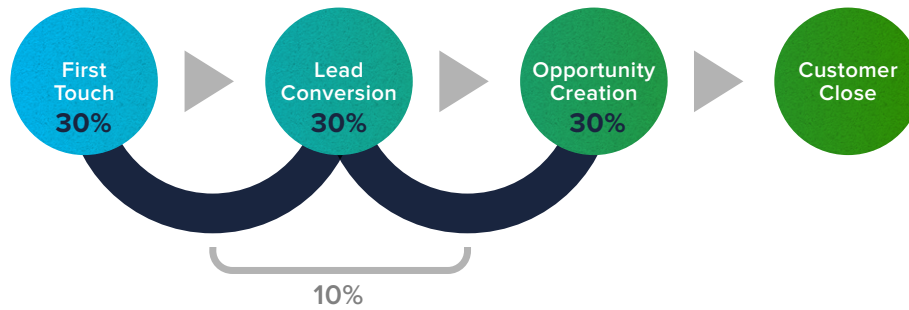 First
Touch
30%
Lead
Conversion
30%
Opportunity
Creation
30%
Customer
Close
10%